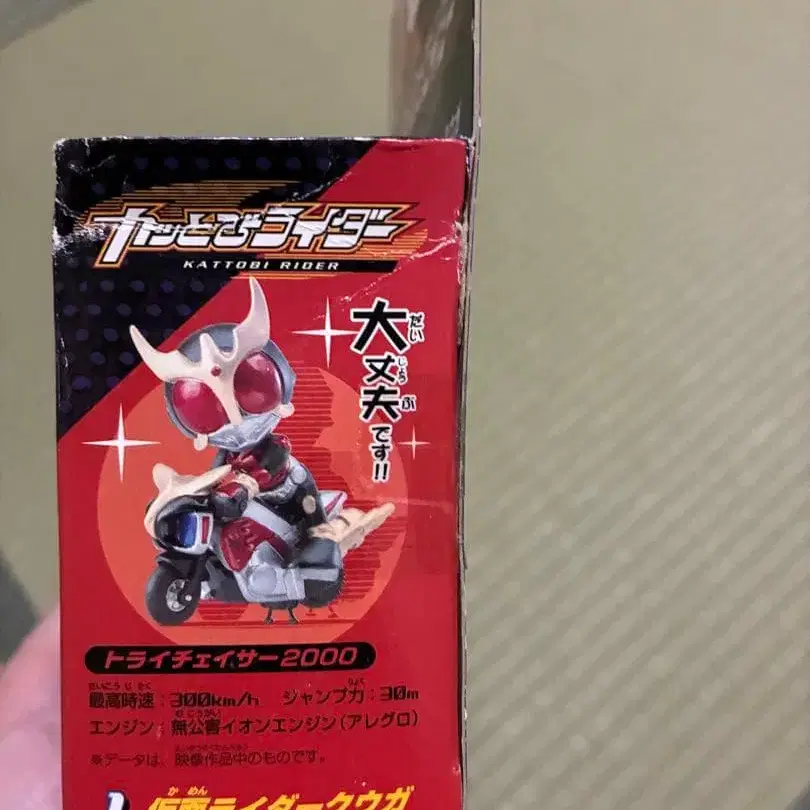 カッとびライダー
KATTOBI RIDER
大丈夫です!!
トライチェイサー2000
最高時速:300km/h ジャンプ力:30m
エンジン:無公害イオンエンジン(アレグロ)
※データは、映像作品中のものです。
仮面ライダークウガ